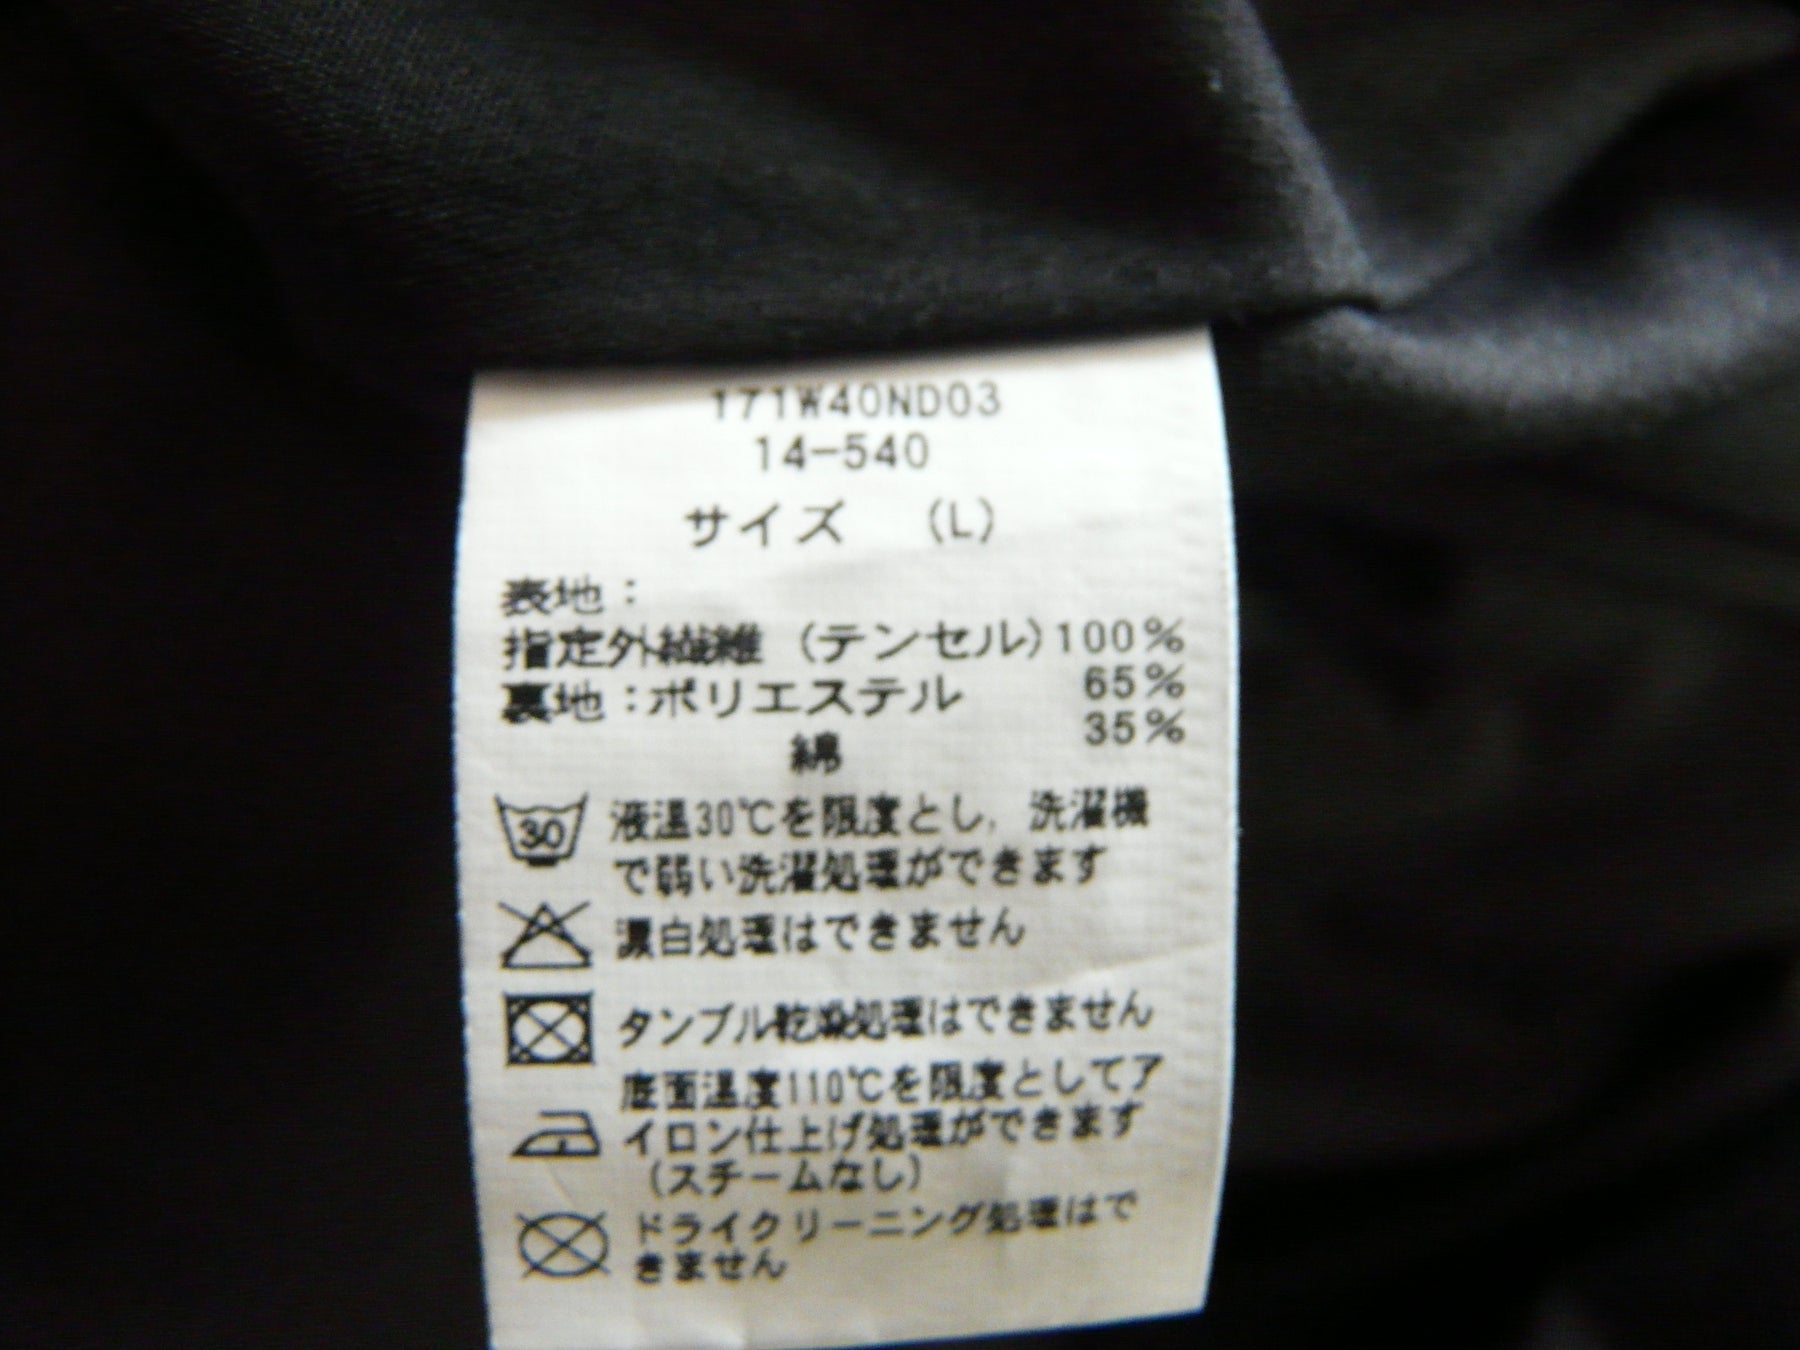 171W40ND03
14-540
サイズ (L)
表地:
指定外繊維 (テンセル)100%
裏地:ポリエステル 65%
綿 35%
30 液温30℃を限度とし、洗濯機
で弱い洗濯処理ができます
漂白処理はできません
タンブル乾燥処理はできません
底面温度110℃を限度としてア
イロン仕上げ処理ができます
(スチームなし)
ドライクリーニング処理はで
きません